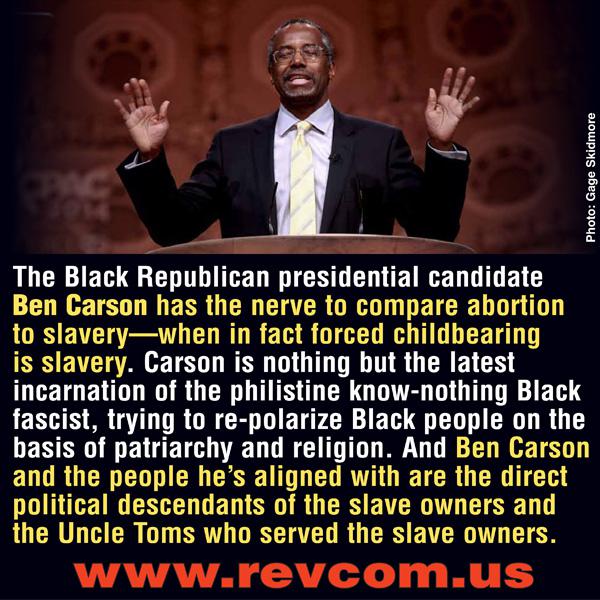 CPAC
2014
Photo: Gage Skidmore
The Black Republican presidential candidate
Ben Carson has the nerve to compare abortion
to slavery—when in fact forced childbearing
is slavery. Carson is nothing but the latest
incarnation of the philistine know-nothing Black
fascist, trying to re-polarize Black people on the
basis of patriarchy and religion. And Ben Carson
and the people he’s aligned with are the direct
political descendants of the slave owners and
the Uncle Toms who served the slave owners.
www.revcom.us